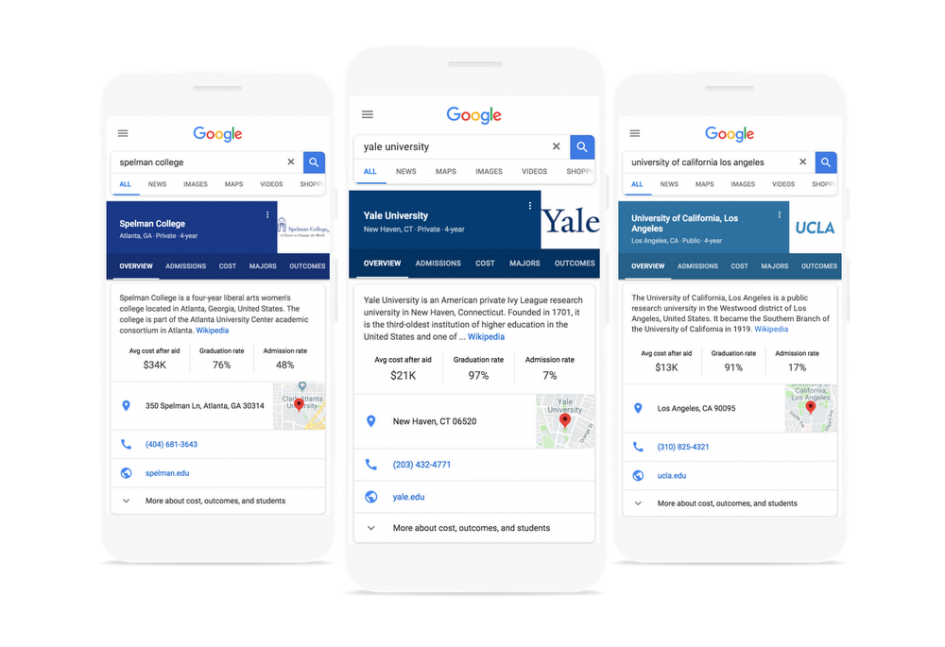 Google
spelman college
ALL NEWS IMAGES MAPS VIDEOS
Spelman College
Atlanta, GA · Private · 4-year
Spelman College
OVERVIEW ADMISSIONS COST MAJORS OUTCOMES
Spelman College is a four-year liberal arts women's
college located in Atlanta, Georgia, United States. The
college is part of the Atlanta University Center academic
consortium in Atlanta. Wikipedia
Avg cost after aid Graduation rate Admission rate
$34K 76% 48%
350 Spelman Ln, Atlanta, GA 30314
(404) 681-3643
spelman.edu
More about cost, outcomes, and students
Google
yale university
ALL NEWS MAPS IMAGES VIDEOS
Yale University
New Haven, CT · Private · 4-year
Yale
OVERVIEW ADMISSIONS COST MAJORS OUTCOMES
Yale University is an American private Ivy League research
university in New Haven, Connecticut. Founded in 1701, it
is the third-oldest institution of higher education in the
United States and one of ... Wikipedia
Avg cost after aid Graduation rate Admission rate
$21K 97% 7%
New Haven, CT 06520
Yale
University
(203) 432-4771
yale.edu
More about cost, outcomes, and students
Google
university of california los angeles
ALL NEWS MAPS IMAGES VIDEOS
University of California, Los
Angeles
Los Angeles, CA · Public · 4-year
UCLA
OVERVIEW ADMISSIONS COST MAJORS OUTCOMES
The University of California, Los Angeles is a public
research university in the Westwood district of Los
Angeles, United States. It became the Southern Branch of
the University of California in 1919. Wikipedia
Avg cost after aid Graduation rate Admission rate
$13K 91% 17%
Los Angeles, CA 90095
California,
Los Angeles
(310) 825-4321
ucla.edu
More about cost, outcomes, and students